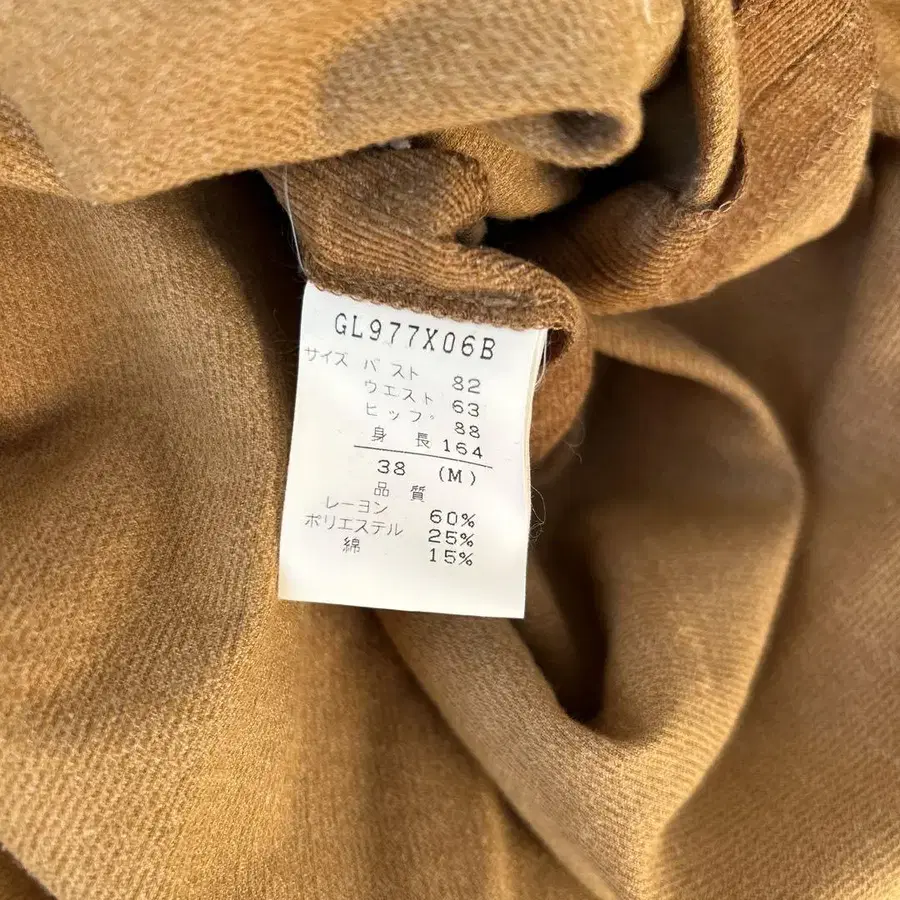 GL977X06B
サイズ バスト 82
ウエスト 63
ヒップ 88
身長 164
38 (M)
品質
レーヨン 60%
ポリエステル 25%
綿 15%